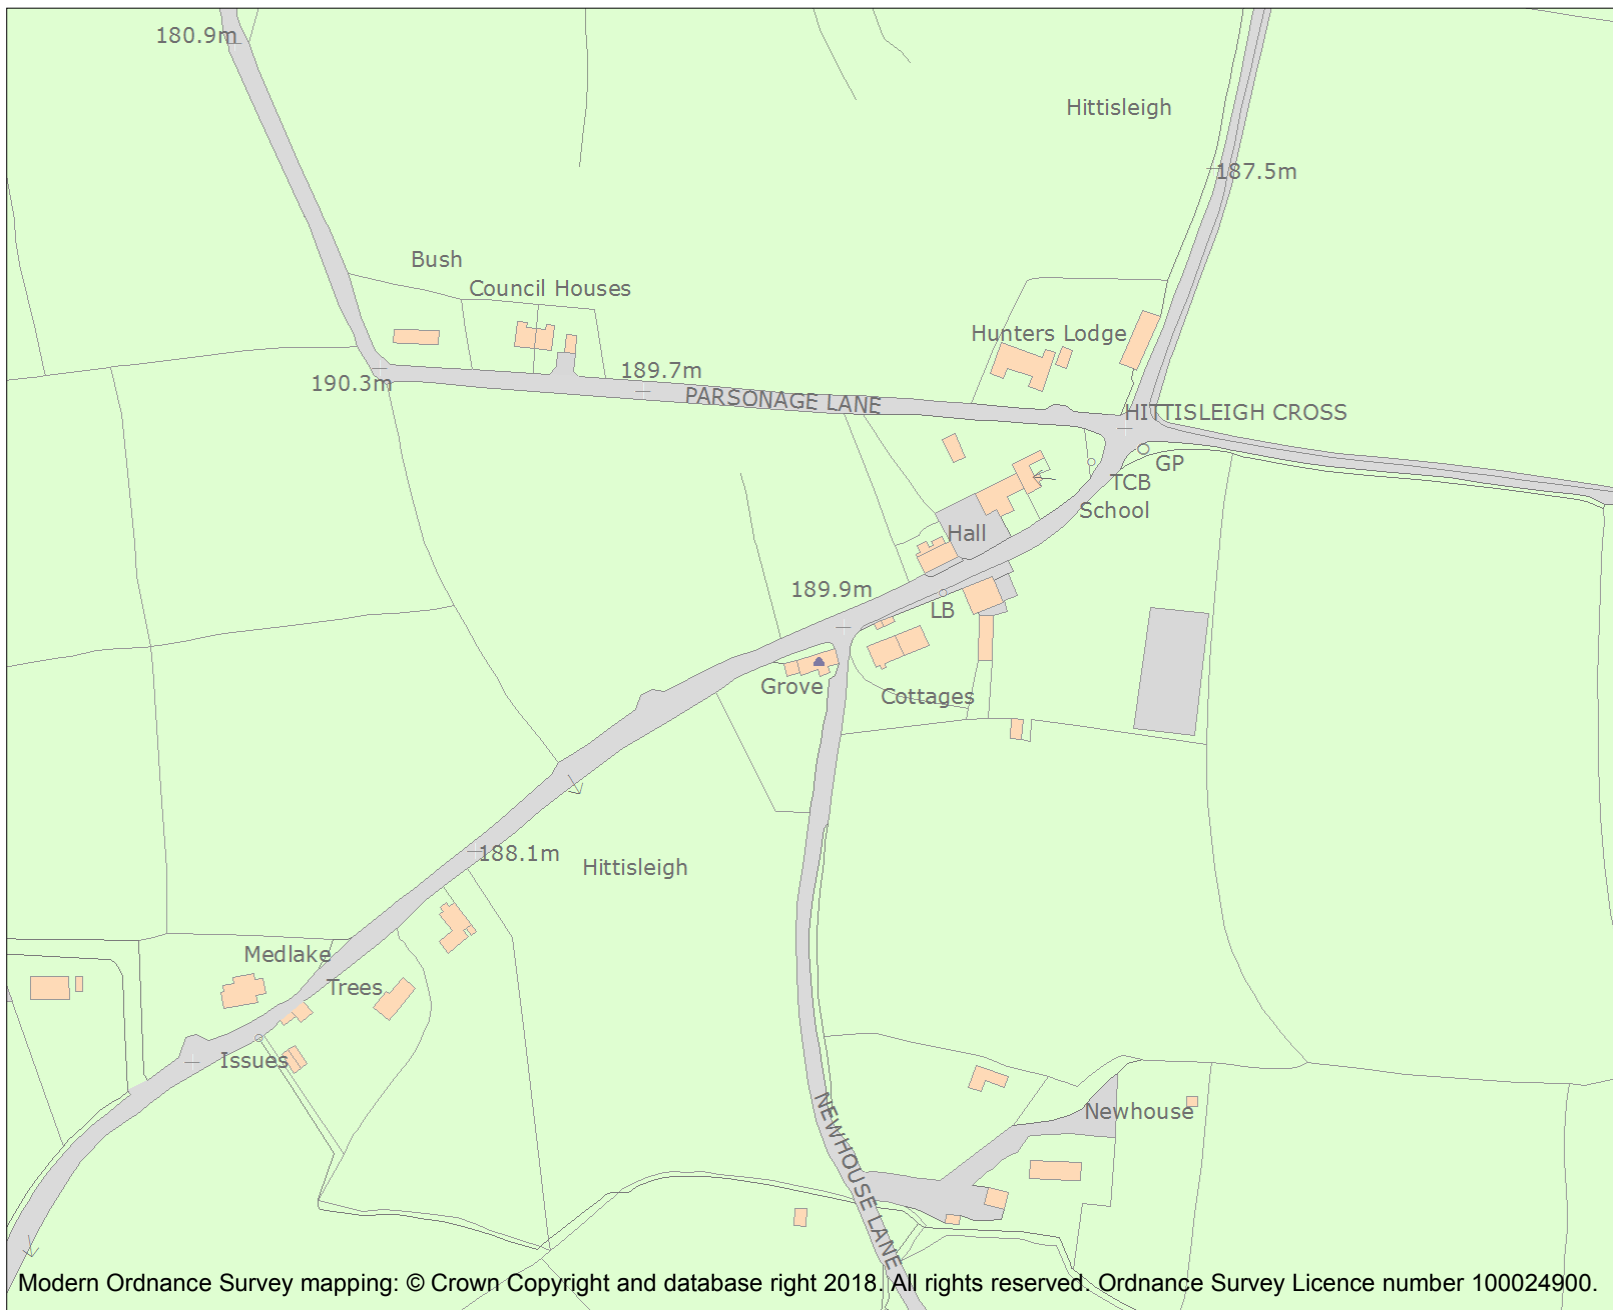 180.9m
Hittisleigh
187.5m
Bush
Council Houses
Hunters Lodge
189.7m
190.3m
PARSONAGE LANE
HITTISLEIGH CROSS
GP
TCB
School
Hall
189.9m
LB
Grove
Cottages
188.1m
Hittisleigh
Medlake
Trees
Issues
NEWHOUSE LANE
Newhouse
Modern Ordnance Survey mapping: © Crown Copyright and database right 2018. All rights reserved. Ordnance Survey Licence number 100024900.